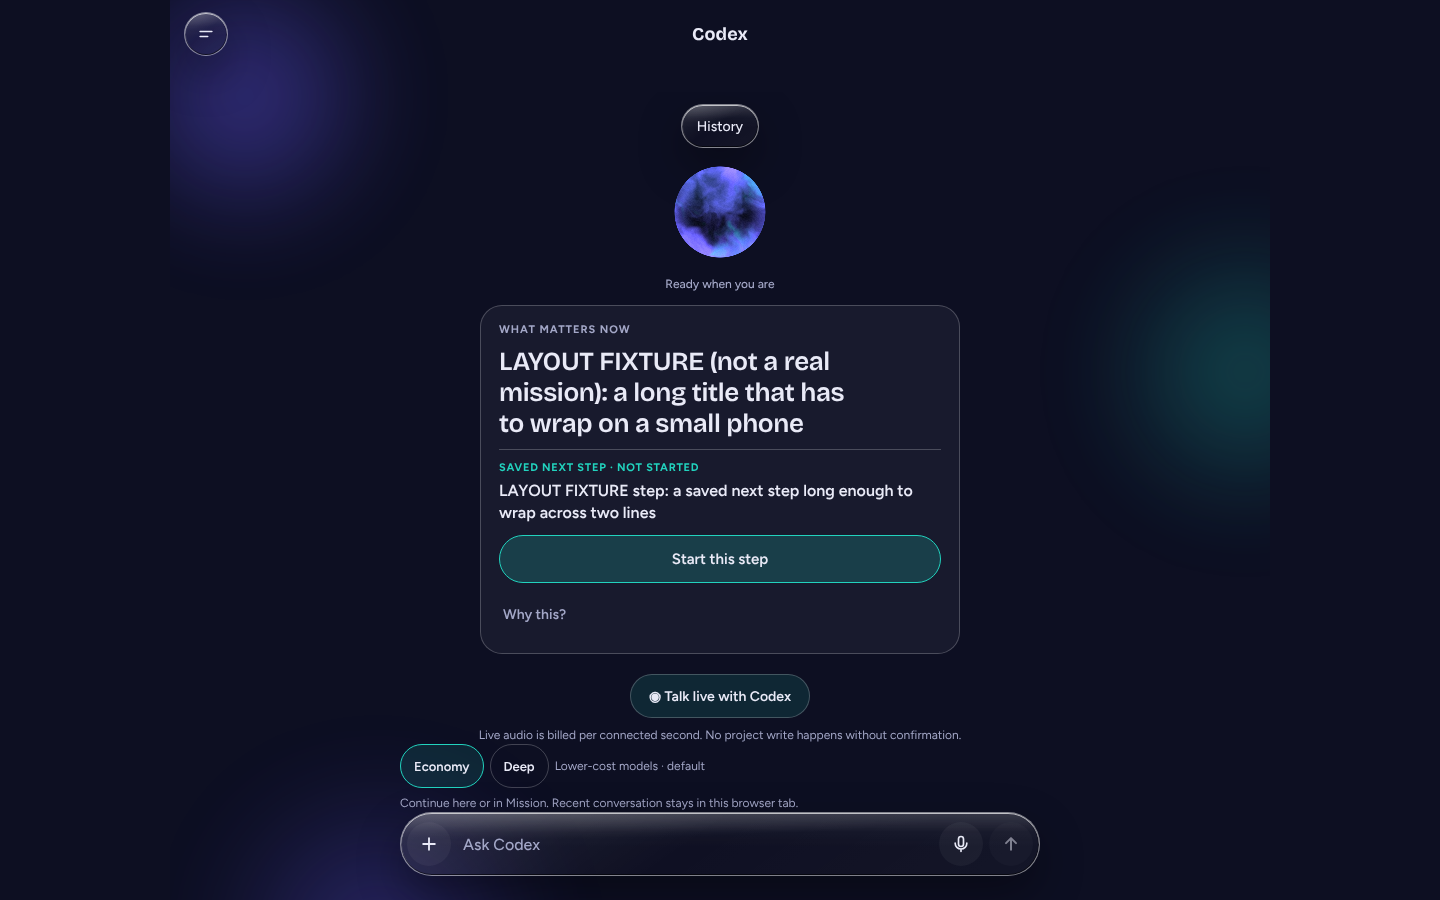 Codex
History
Ready when you are
WHAT MATTERS NOW
LAYOUT FIXTURE (not a real
mission): a long title that has
to wrap on a small phone
SAVED NEXT STEP · NOT STARTED
LAYOUT FIXTURE step: a saved next step long enough to
wrap across two lines
Start this step
Why this?
◉ Talk live with Codex
Live audio is billed per connected second. No project write happens without confirmation.
Economy Deep Lower-cost models · default
Continue here or in Mission. Recent conversation stays in this browser tab.
Ask Codex